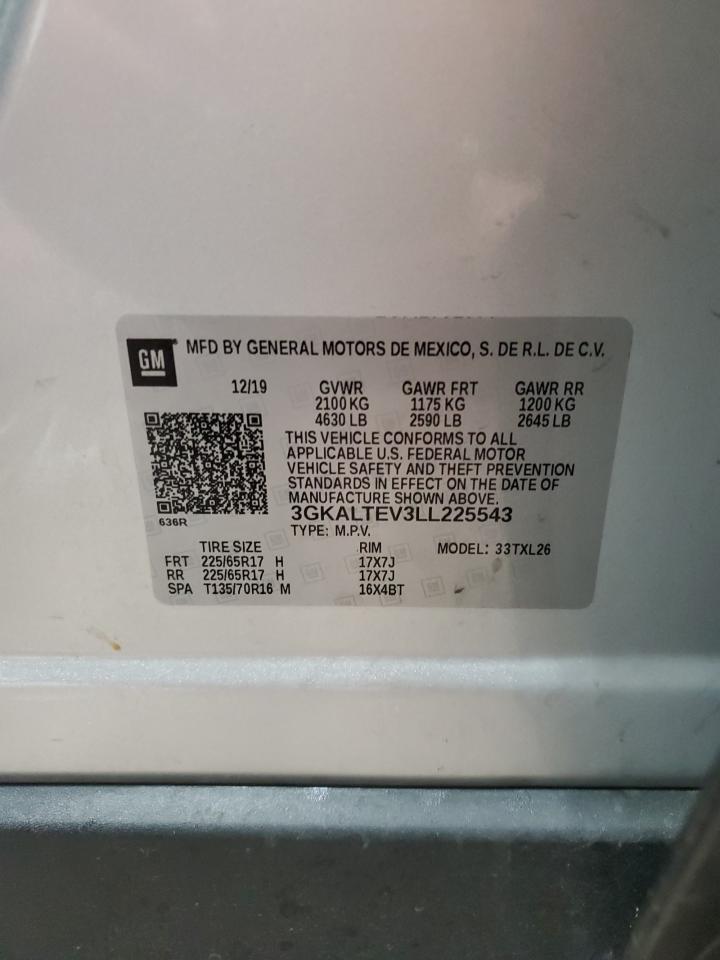 GM
MFD BY GENERAL MOTORS DE MEXICO, S. DE R.L. DE C.V.
12/19 GVWR GAWR FRT GAWR RR
2100 KG 1175 KG 1200 KG
4630 LB 2590 LB 2645 LB
THIS VEHICLE CONFORMS TO ALL
APPLICABLE U.S. FEDERAL MOTOR
VEHICLE SAFETY AND THEFT PREVENTION
STANDARDS IN EFFECT ON THE DATE OF
MANUFACTURE SHOWN ABOVE.
3GKALTEV3LL225543
636R
TYPE: M.P.V.
TIRE SIZE RIM MODEL: 33TXL26
FRT 225/65R17 H 17X7J
RR 225/65R17 H 17X7J
SPA T135/70R16 M 16X4BT